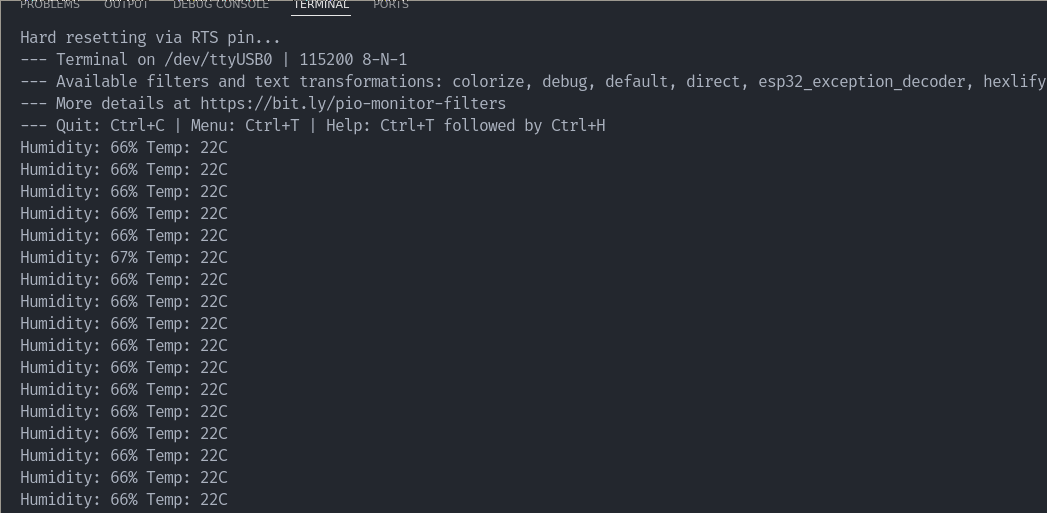 PROBLEMS OUTPUT DEBUG CONSOLE TERMINAL PORTS
Hard resetting via RTS pin...
--- Terminal on /dev/ttyUSB0 | 115200 8-N-1
--- Available filters and text transformations: colorize, debug, default, direct, esp32_exception_decoder, hexlify
--- More details at https://bit.ly/pio-monitor-filters
--- Quit: Ctrl+C | Menu: Ctrl+T | Help: Ctrl+T followed by Ctrl+H
Humidity: 66% Temp: 22C
Humidity: 66% Temp: 22C
Humidity: 66% Temp: 22C
Humidity: 66% Temp: 22C
Humidity: 66% Temp: 22C
Humidity: 67% Temp: 22C
Humidity: 66% Temp: 22C
Humidity: 66% Temp: 22C
Humidity: 66% Temp: 22C
Humidity: 66% Temp: 22C
Humidity: 66% Temp: 22C
Humidity: 66% Temp: 22C
Humidity: 66% Temp: 22C
Humidity: 66% Temp: 22C
Humidity: 66% Temp: 22C
Humidity: 66% Temp: 22C
Humidity: 66% Temp: 22C